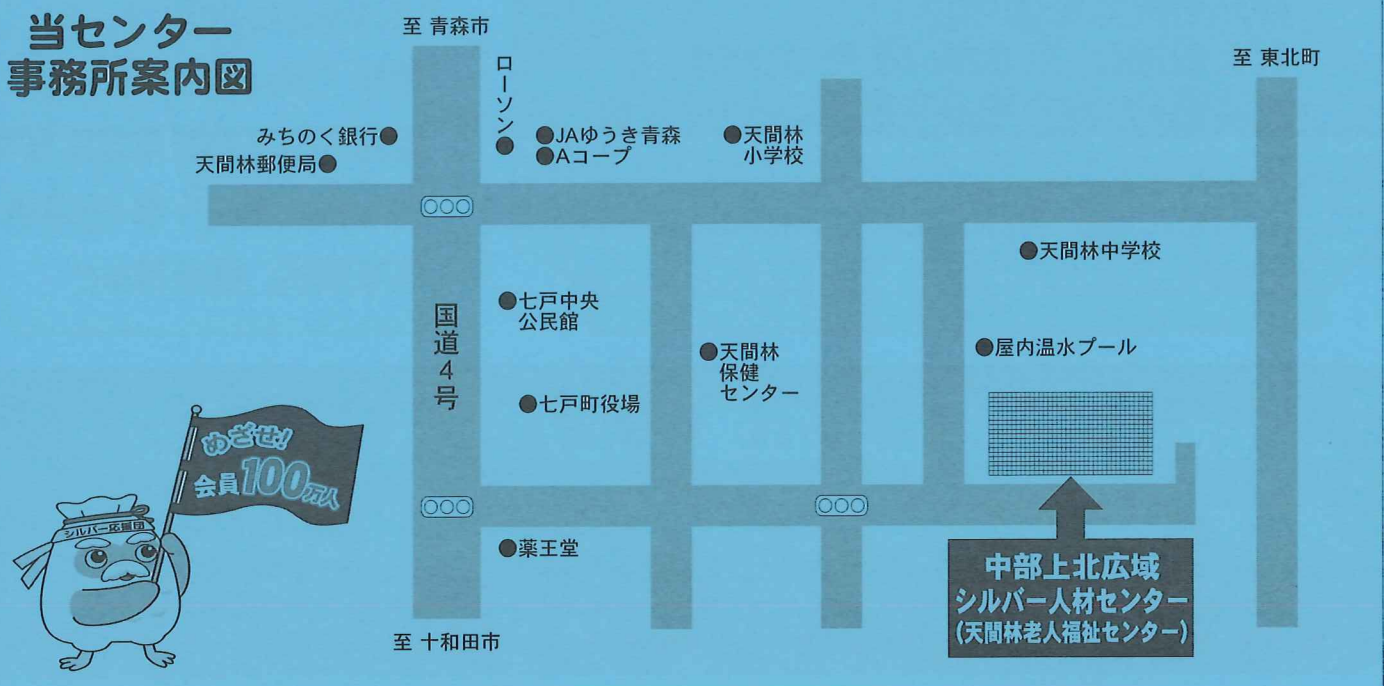 当センター
事務所案内図
至 青森市
至 東北町
ローソン
みちのく銀行
天間林郵便局
JAゆうき青森
Aコープ
天間林
小学校
天間林中学校
七戸中央
公民館
国道4号
天間林
保健
センター
屋内温水プール
七戸町役場
めざせ!
会員100万人
シルバー応援団
薬王堂
中部上北広域
シルバー人材センター
(天間林老人福祉センター)
至 十和田市